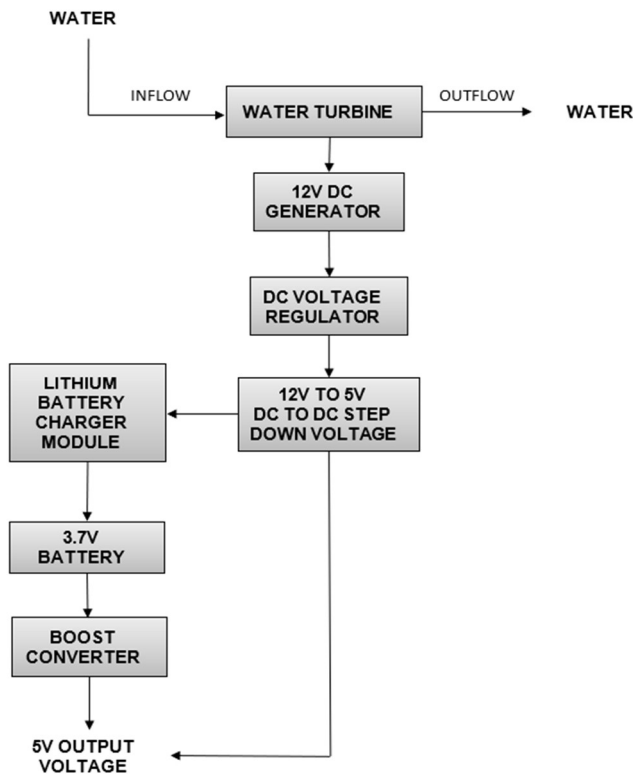 WATER
INFLOW
WATER TURBINE
OUTFLOW
WATER
12V DC
GENERATOR
DC VOLTAGE
REGULATOR
LITHIUM
BATTERY
CHARGER
MODULE
12V TO 5V
DC TO DC STEP
DOWN VOLTAGE
3.7V
BATTERY
BOOST
CONVERTER
5V OUTPUT
VOLTAGE